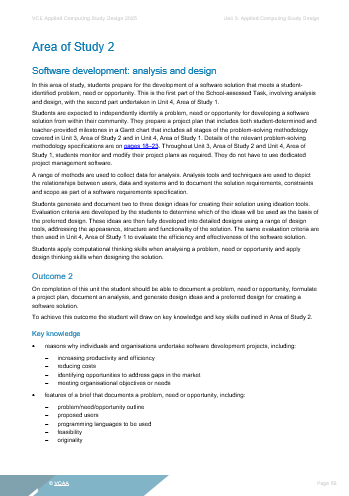 VCE Applied Computing Study Design 2025
Unit 3: Applied Computing Study Design
Area of Study 2
Software development: analysis and design
In this area of study, students prepare for the development of a software solution that meets a student-
identified problem, need or opportunity. This is the first part of the School-assessed Task, involving analysis
and design, with the second part undertaken in Unit 4, Area of Study 1.
Students are expected to independently identify a problem, need or opportunity for developing a software
solution from within their community. They prepare a project plan that includes both student-determined and
teacher-provided milestones in a Gantt chart that includes all stages of the problem-solving methodology
covered in Unit 3, Area of Study 2 and in Unit 4, Area of Study 1. Details of the relevant problem-solving
methodology specifications are on pages 18–23. Throughout Unit 3, Area of Study 2 and Unit 4, Area of
Study 1, students monitor and modify their project plans as required. They do not have to use dedicated
project management software.
A range of methods are used to collect data for analysis. Analysis tools and techniques are used to depict
the relationships between users, data and systems and to document the solution requirements, constraints
and scope as part of a software requirements specification.
Students generate and document two to three design ideas for creating their solution using ideation tools.
Evaluation criteria are developed by the students to determine which of the ideas will be used as the basis of
the preferred design. These ideas are then fully developed into detailed designs using a range of design
tools, addressing the appearance, structure and functionality of the solution. The same evaluation criteria are
then used in Unit 4, Area of Study 1 to evaluate the efficiency and effectiveness of the software solution.
Students apply computational thinking skills when analysing a problem, need or opportunity and apply
design thinking skills when designing the solution.
Outcome 2
On completion of this unit the student should be able to document a problem, need or opportunity, formulate
a project plan, document an analysis, and generate design ideas and a preferred design for creating a
software solution.
To achieve this outcome the student will draw on key knowledge and key skills outlined in Area of Study 2.
Key knowledge
• reasons why individuals and organisations undertake software development projects, including:
– increasing productivity and efficiency
– reducing costs
– identifying opportunities to address gaps in the market
– meeting organisational objectives or needs
• features of a brief that documents a problem, need or opportunity, including:
– problem/need/opportunity outline
– proposed users
– programming languages to be used
– feasibility
– originality
© VCAA